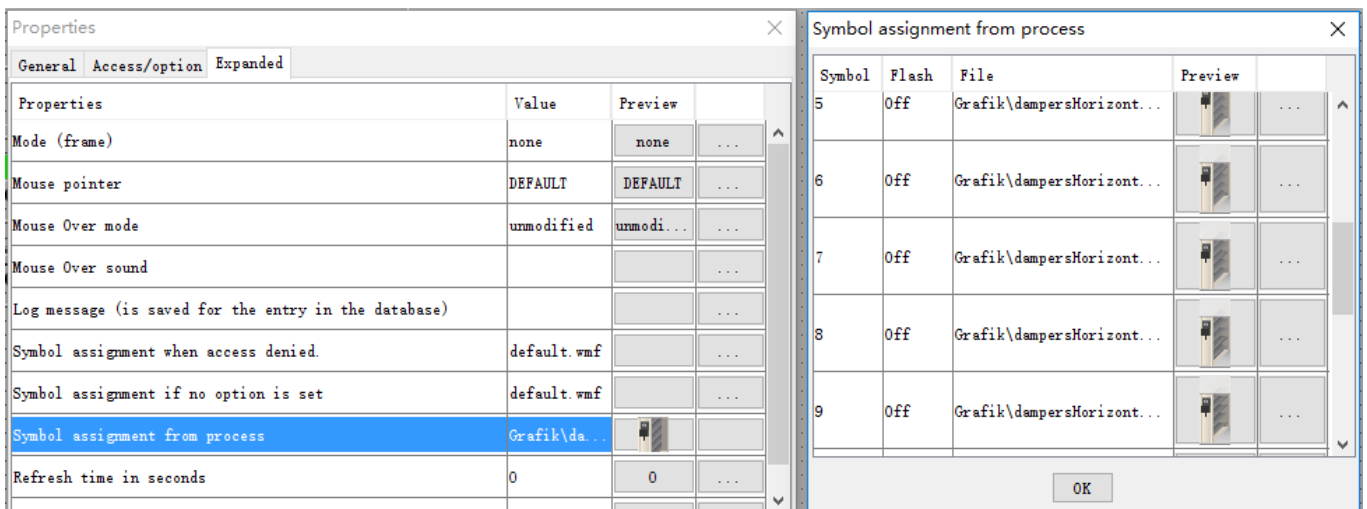 Properties
General Access/option Expanded
Properties Value Preview
Mode (frame) none none ...
Mouse pointer DEFAULT DEFAULT ...
Mouse Over mode unmodified unmodi... ...
Mouse Over sound ...
Log message (is saved for the entry in the database) ...
Symbol assignment when access denied. default.wmf ...
Symbol assignment if no option is set default.wmf ...
Symbol assignment from process Grafik\da... ...
Refresh time in seconds 0 0 ...
Symbol assignment from process
Symbol Flash File Preview
5 Off Grafik\dampersHorizont... ...
6 Off Grafik\dampersHorizont... ...
7 Off Grafik\dampersHorizont... ...
8 Off Grafik\dampersHorizont... ...
9 Off Grafik\dampersHorizont... ...
OK